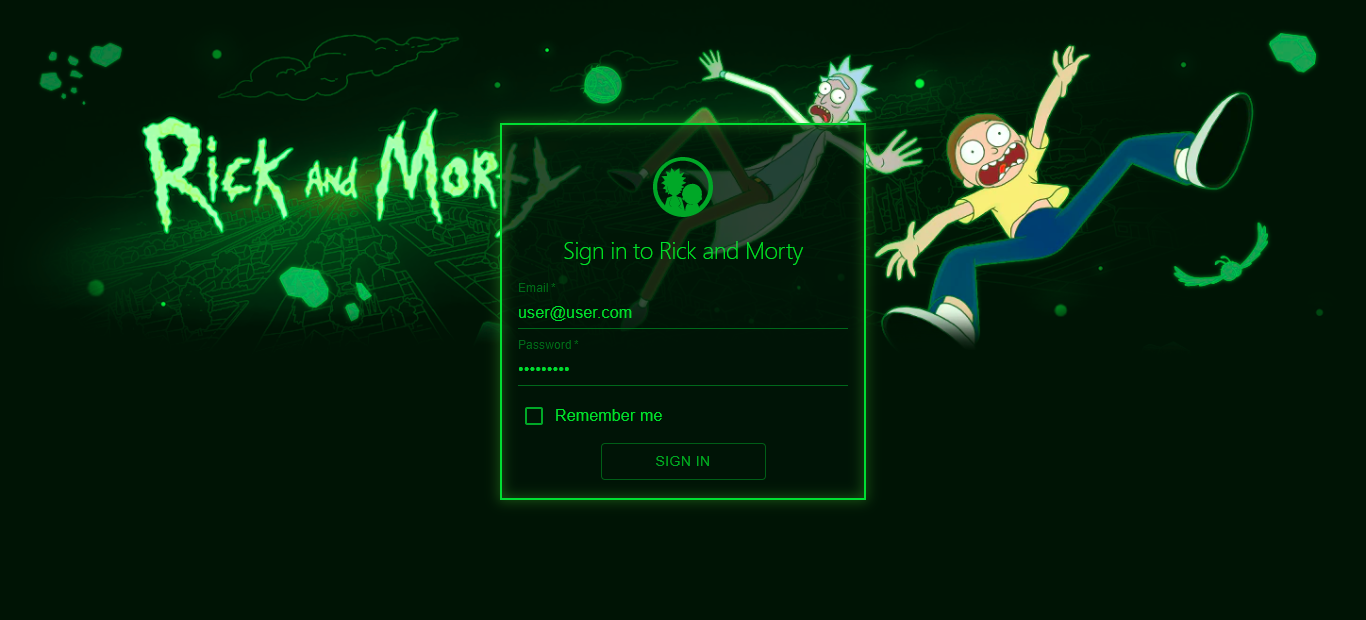 Rick and Morty
Sign in to Rick and Morty
Email *
user@user.com
Password *
•••••••••
Remember me
SIGN IN